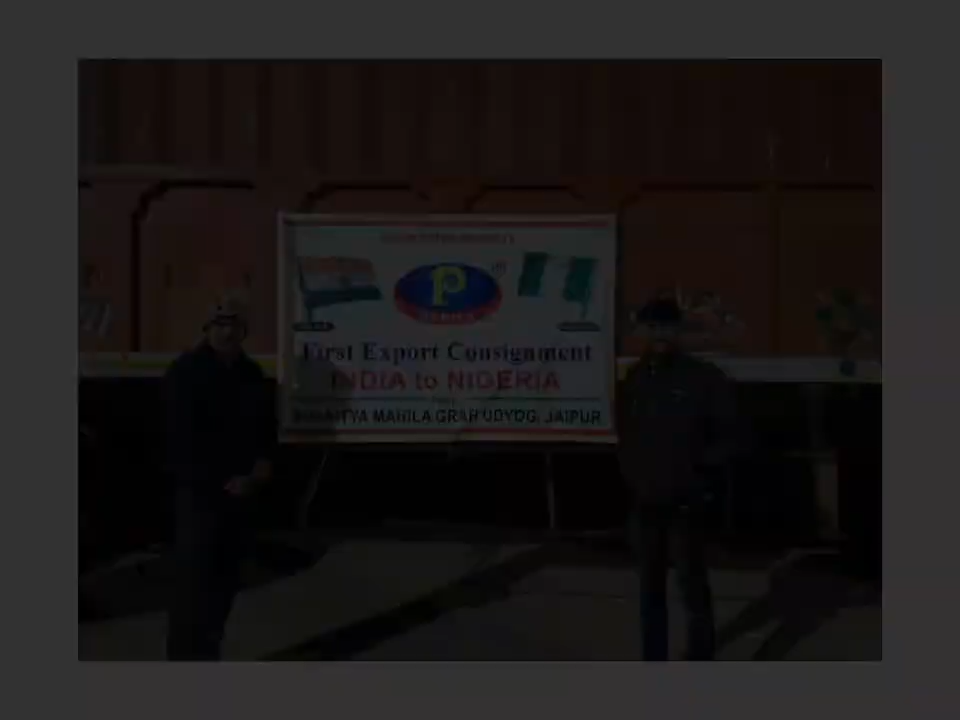 P
First Export Consignment
INDIA to NIGERIA
MAHILA GRAH UDYOG, JAIPUR